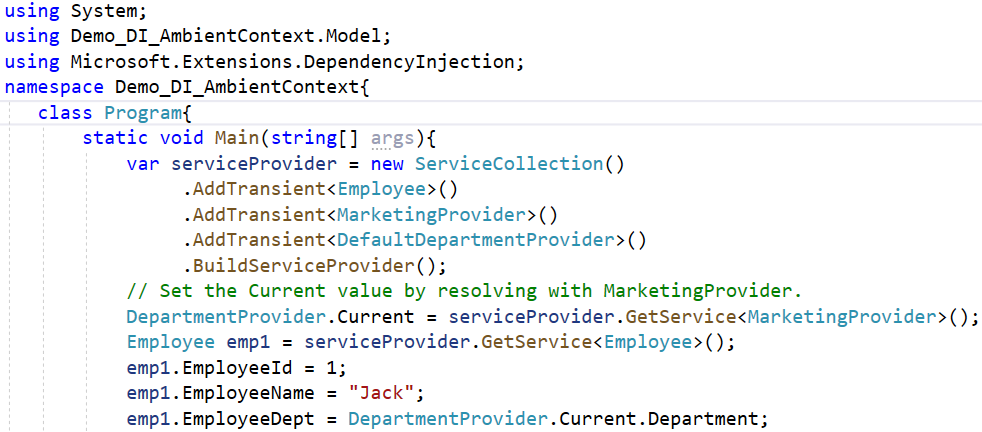 using System;
using Demo_DI_AmbientContext.Model;
using Microsoft.Extensions.DependencyInjection;
namespace Demo_DI_AmbientContext{
class Program{
static void Main(string[] args){
var serviceProvider = new ServiceCollection()
.AddTransient<Employee>()
.AddTransient<MarketingProvider>()
.AddTransient<DefaultDepartmentProvider>()
.BuildServiceProvider();
// Set the Current value by resolving with MarketingProvider.
DepartmentProvider.Current = serviceProvider.GetService<MarketingProvider>();
Employee emp1 = serviceProvider.GetService<Employee>();
emp1.EmployeeId = 1;
emp1.EmployeeName = "Jack";
emp1.EmployeeDept = DepartmentProvider.Current.Department;